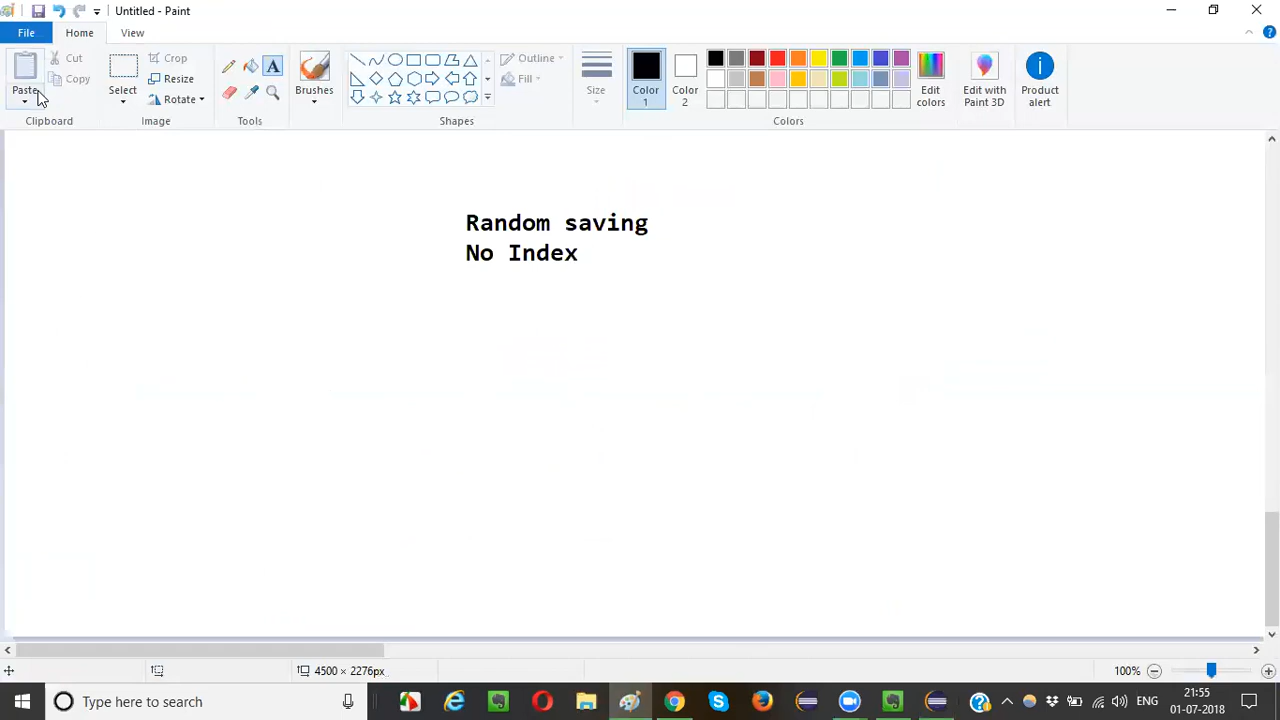 Untitled - Paint
File Home View
Paste
Cut
Copy
Clipboard
Select
Crop
Resize
Rotate
Image
A
Tools
Brushes
Shapes
Outline
Fill
Size
Color 1
Color 2
Colors
Edit colors
Edit with Paint 3D
Product alert
Random saving
No Index
4500 × 2276px
100%
Type here to search
ENG
21:55
01-07-2018